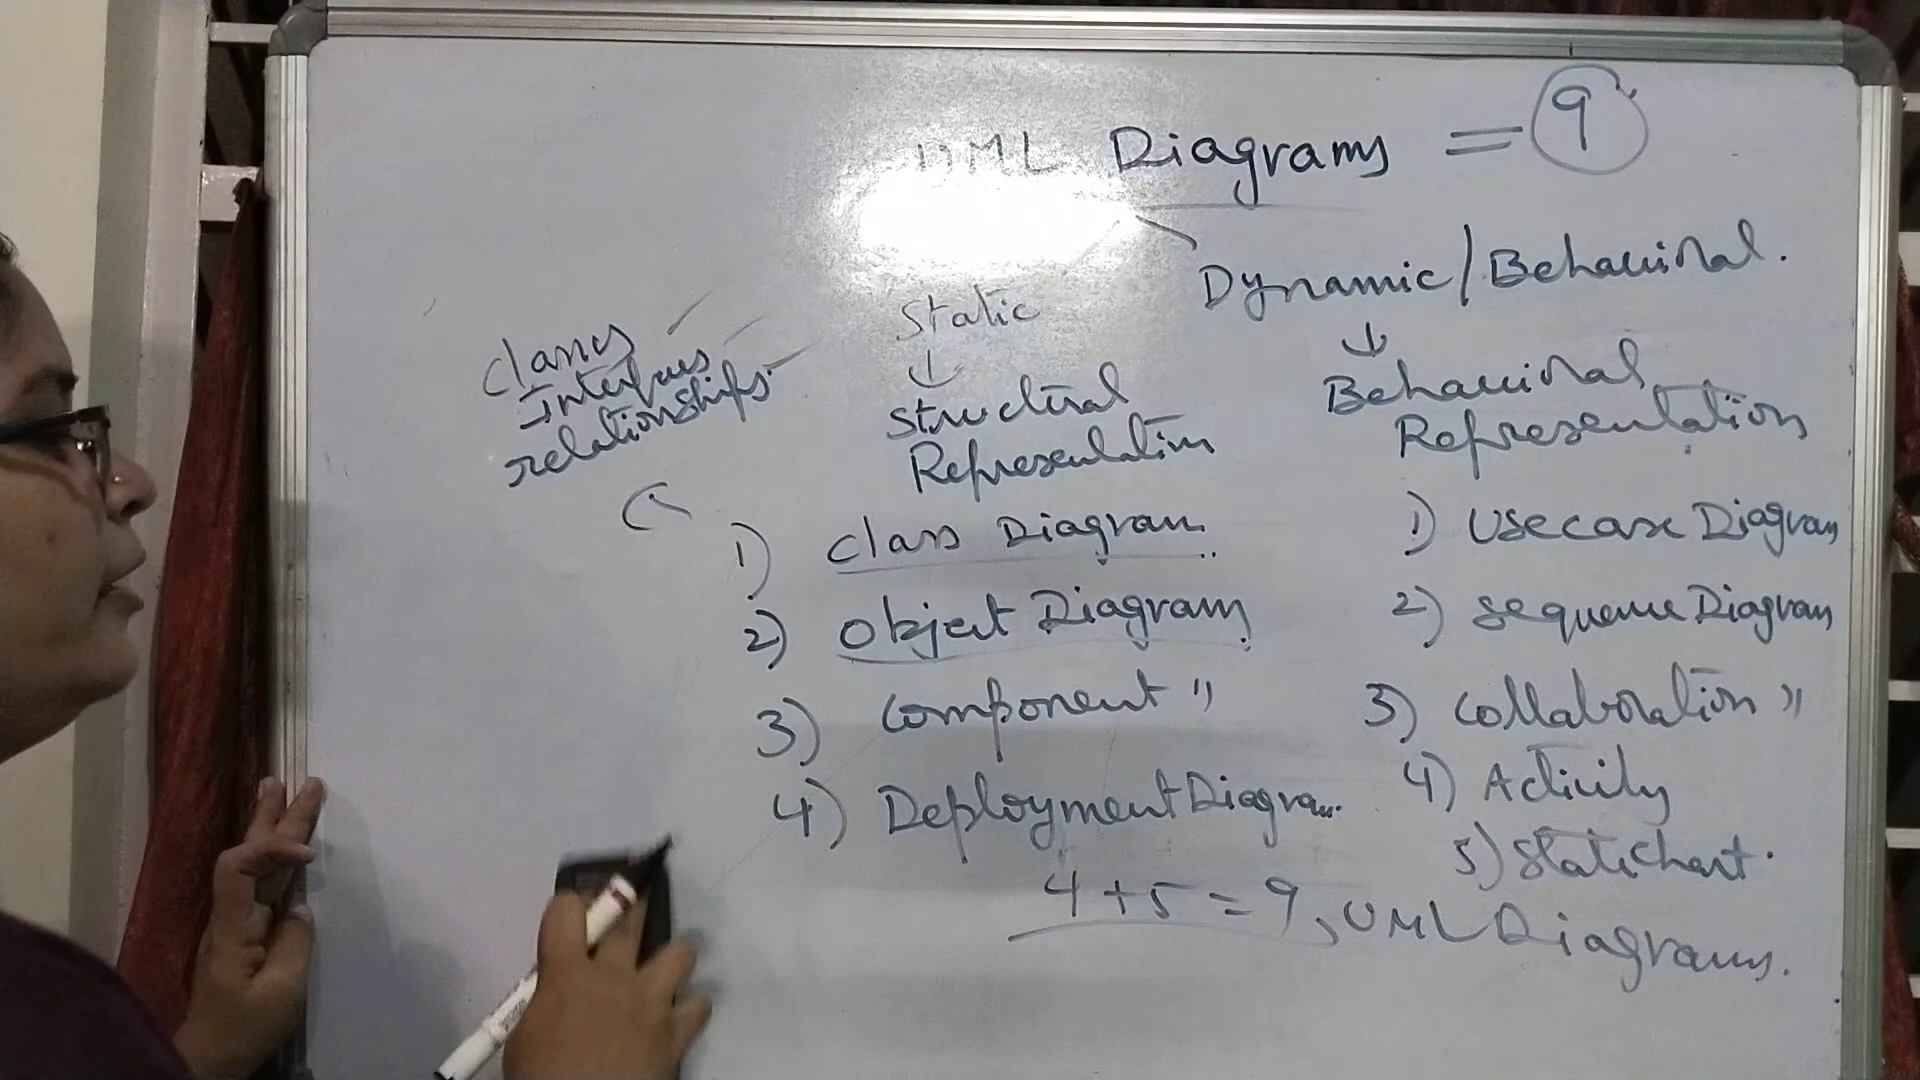 UML Diagrams = 9
Static
Dynamic / Behavioral.
classes
interfaces
relationships
Structural
Representation
Behavioral
Representation
1) Class Diagram
2) Object Diagram
3) Component "
4) Deployment Diagram
1) Usecase Diagram
2) Sequence Diagram
3) Collaboration "
4) Activity
5) Statechart.
4+5=9, UML Diagrams.